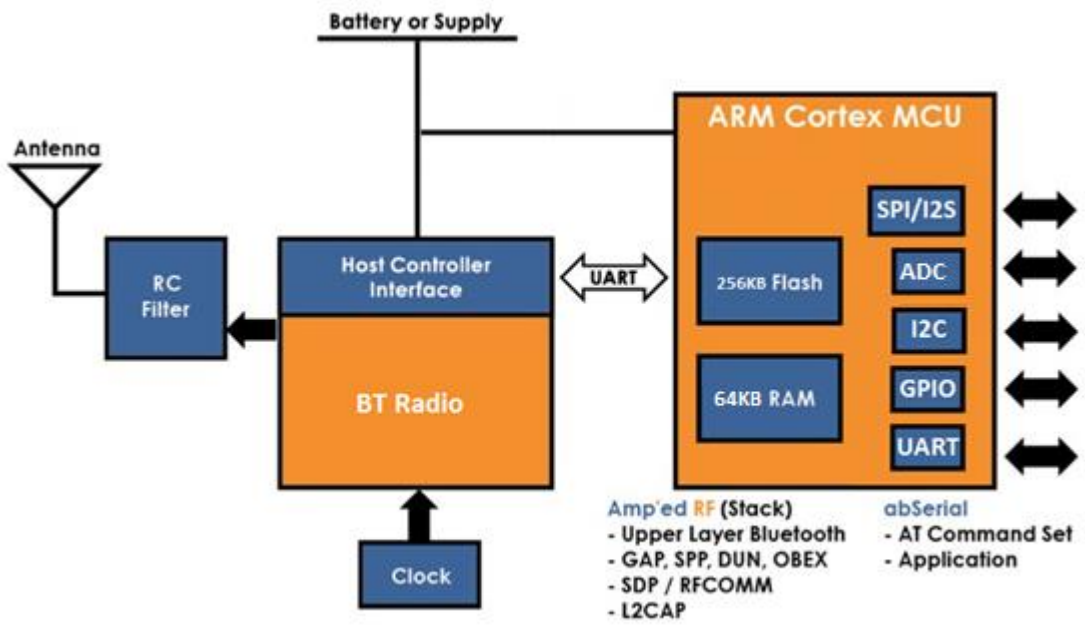 Battery or Supply
ARM Cortex MCU
Antenna
SPI/I2S
Host Controller
Interface
UART
RC
Filter
256KB Flash
ADC
I2C
BT Radio
64KB RAM
GPIO
UART
Clock
Amp'ed RF (Stack)
- Upper Layer Bluetooth
- GAP, SPP, DUN, OBEX
- SDP / RFCOMM
- L2CAP
abSerial
- AT Command Set
- Application